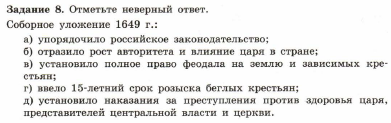 Задание 8. Отметьте неверный ответ.
Соборное уложение 1649 г.:
а) упорядочило российское законодательство;
б) отразило рост авторитета и влияние царя в стране;
в) установило полное право феодала на землю и зависимых кре-
стьян;
г) ввело 15-летний срок розыска беглых крестьян;
д) установило наказания за преступления против здоровья царя,
представителей центральной власти и церкви.